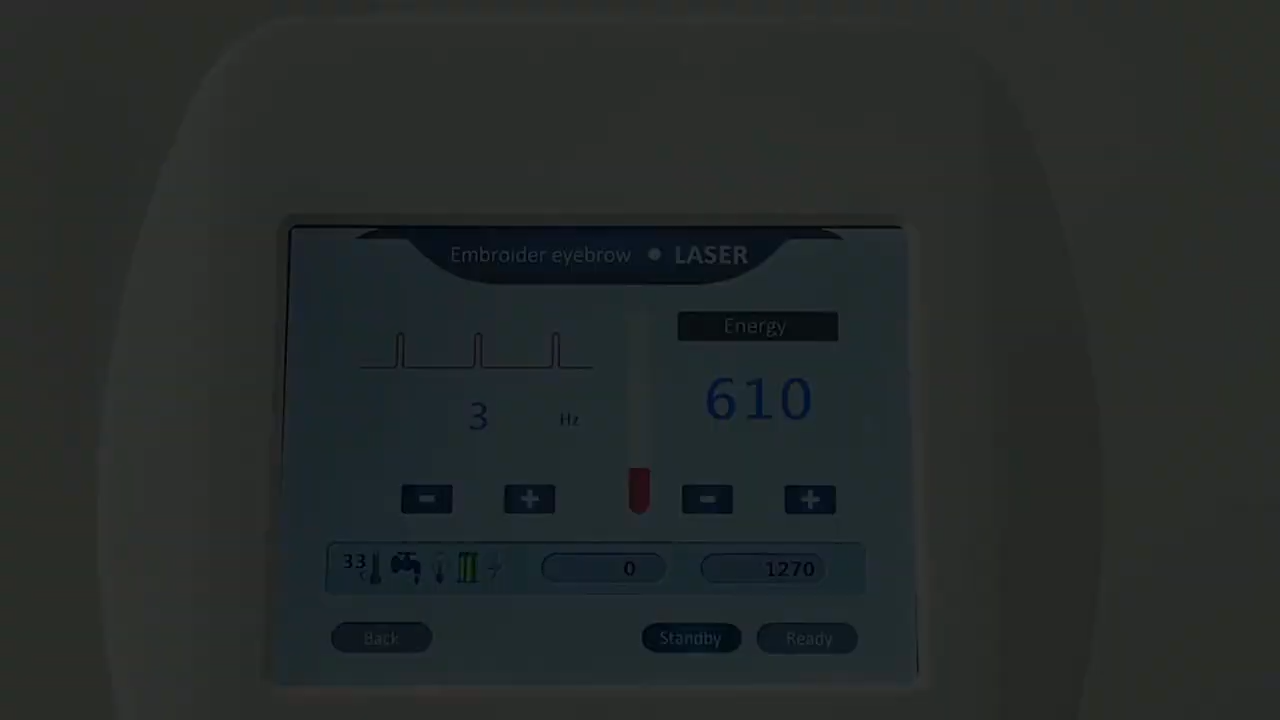 Embroider eyebrow • LASER
Energy
610
3 Hz
- + - +
33 °C 0 1270
Back Standby Ready